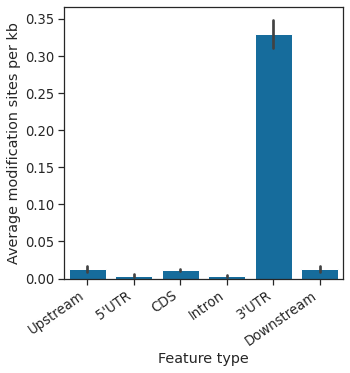 Average modification sites per kb
0.35
0.30
0.25
0.20
0.15
0.10
0.05
0.00
Upstream
5'UTR
CDS
Intron
3'UTR
Downstream
Feature type